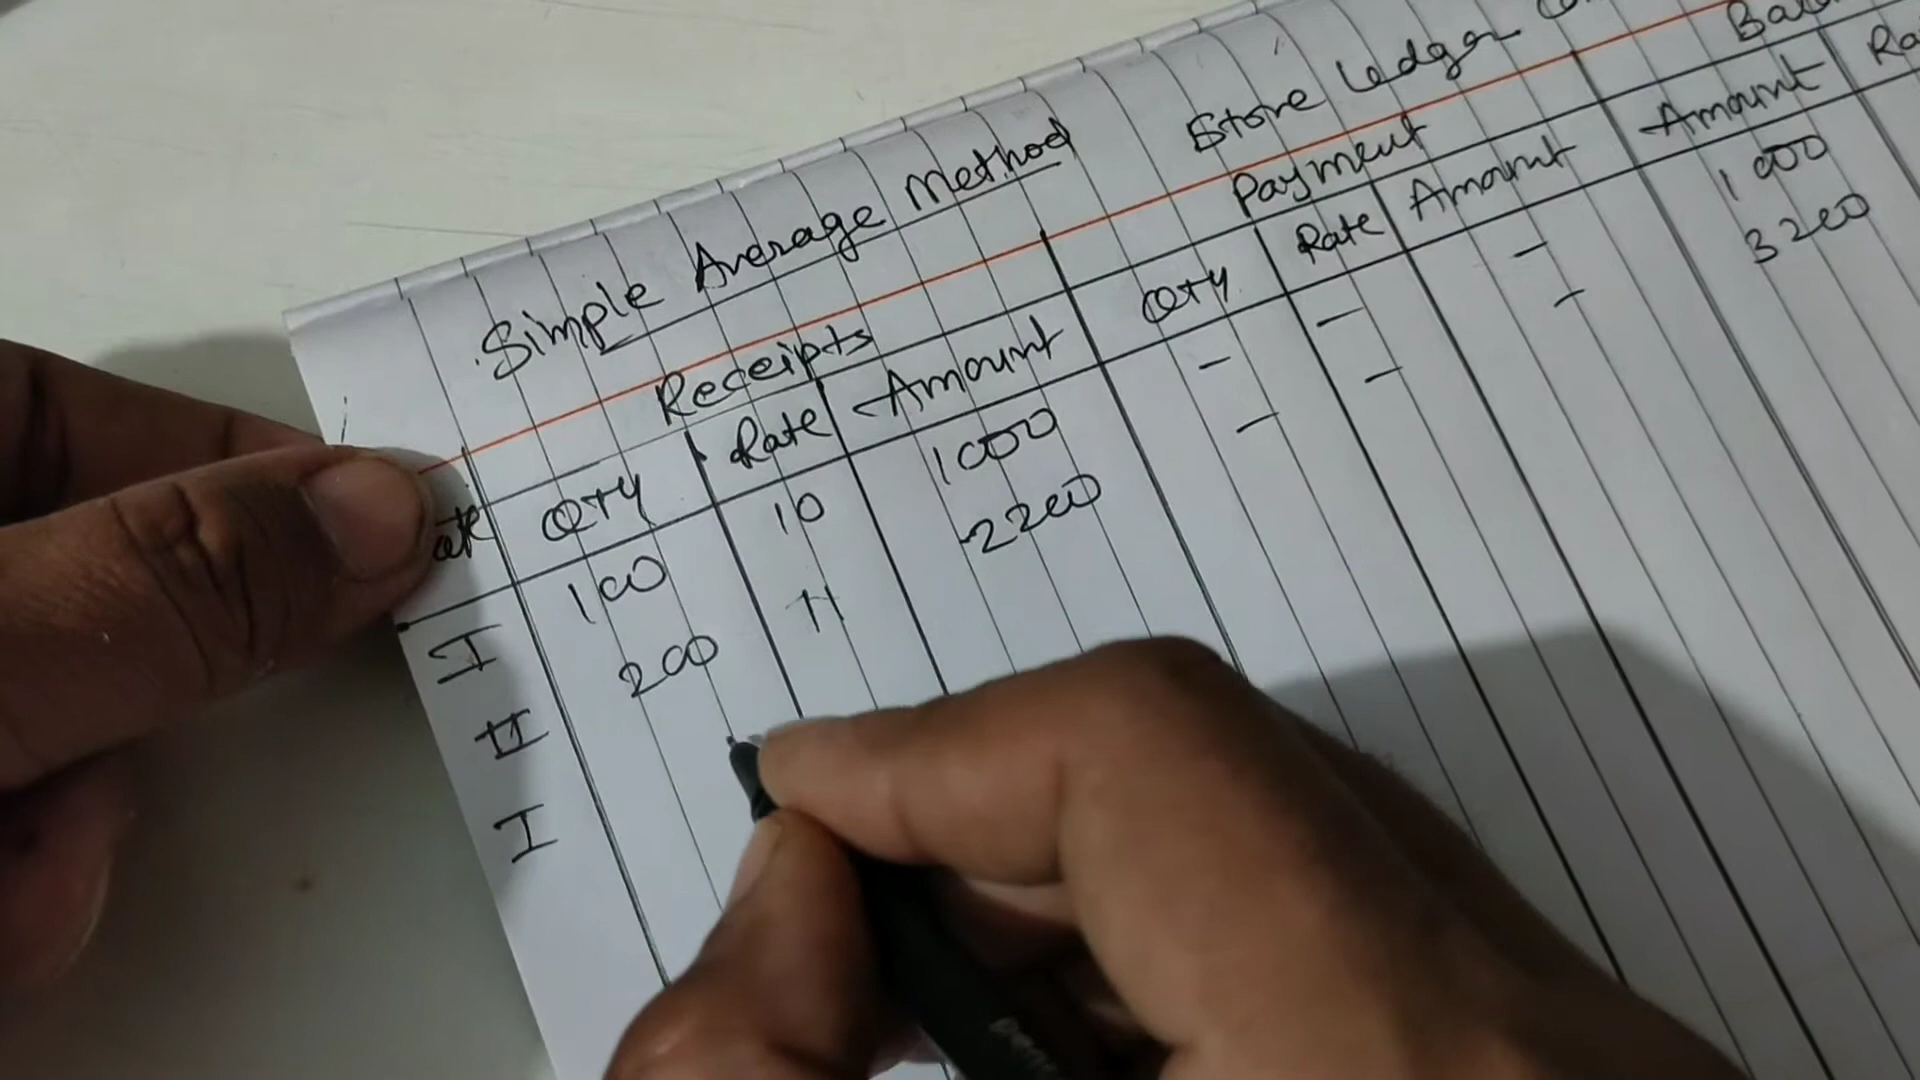 Simple Average Method Store Ledger
Receipts Payment
Qty Rate Amount Qty Rate Amount Amount
I 100 10 1000 - - - 1000
II 200 11 2200 - - - 3200
I